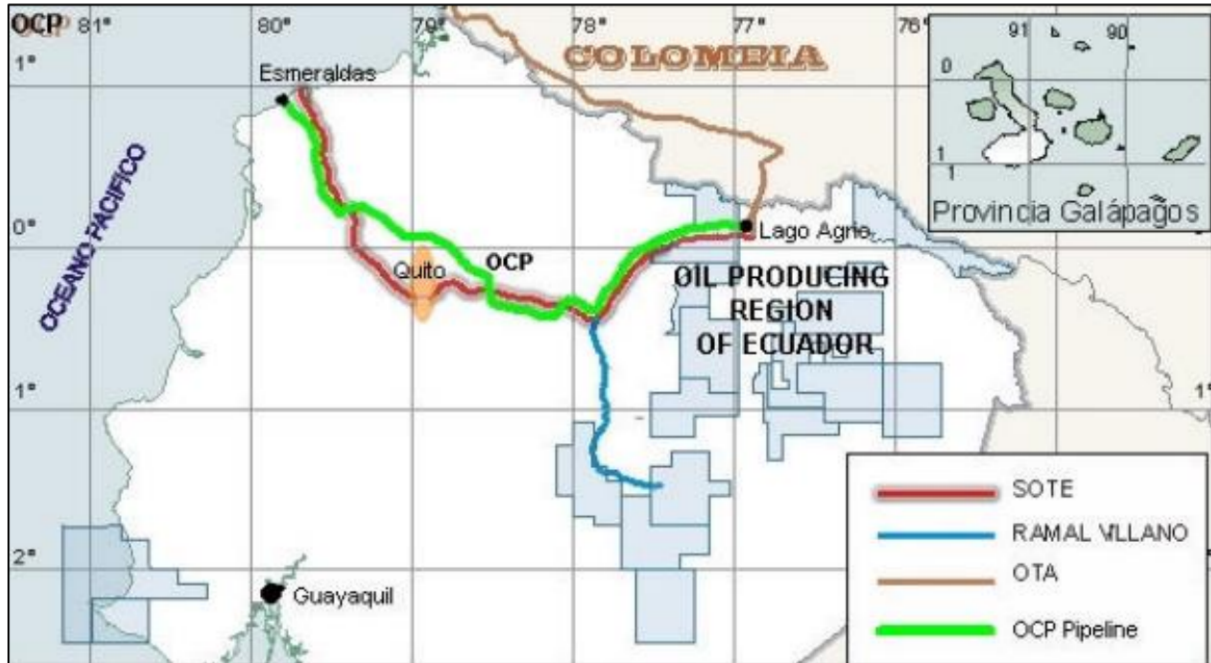 OCP 81° 80° 79° 78° 77° 76°
1°
Esmeraldas
COLOMBIA
91 90
0
1
1
Provincia Galápagos
OCEANO PACIFICO
0°
Lago Agrio
Quito
OCP
OIL PRODUCING
REGION
OF ECUADOR
1° 1°
2°
Guayaquil
SOTE
RAMAL VILLANO
OTA
OCP Pipeline